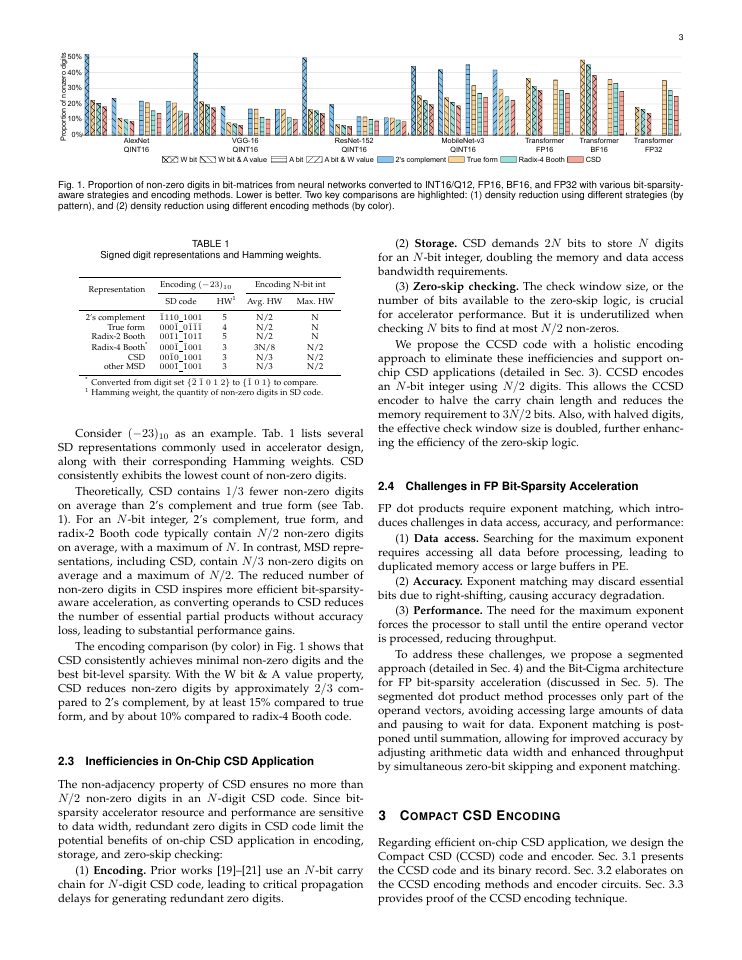 3
Proportion of nonzero digits
50%
40%
30%
20%
10%
0%
AlexNet
QINT16
VGG-16
QINT16
ResNet-152
QINT16
MobileNet-v3
QINT16
Transformer
FP16
Transformer
BF16
Transformer
FP32
W bit W bit & A value A bit A bit & W value 2's complement True form Radix-4 Booth CSD
Fig. 1. Proportion of non-zero digits in bit-matrices from neural networks converted to INT16/Q12, FP16, BF16, and FP32 with various bit-sparsity-
aware strategies and encoding methods. Lower is better. Two key comparisons are highlighted: (1) density reduction using different strategies (by
pattern), and (2) density reduction using different encoding methods (by color).
TABLE 1
Signed digit representations and Hamming weights.
Representation Encoding (−23)₁₀ Encoding N-bit int
SD code HW¹ Avg. HW Max. HW
2's complement 1̄110_1001 5 N/2 N
True form 0001̄_01̄1̄1̄ 4 N/2 N
Radix-2 Booth 5 N/2 N
Radix-4 Booth* 3 3N/8 N/2
CSD 3 N/3 N/2
other MSD 3 N/3 N/2
* Converted from digit set {2̄ 1̄ 0 1 2} to {1̄ 0 1} to compare.
¹ Hamming weight, the quantity of non-zero digits in SD code.
Consider (−23)₁₀ as an example. Tab. 1 lists several
SD representations commonly used in accelerator design,
along with their corresponding Hamming weights. CSD
consistently exhibits the lowest count of non-zero digits.
Theoretically, CSD contains 1/3 fewer non-zero digits
on average than 2's complement and true form (see Tab.
1). For an N-bit integer, 2's complement, true form, and
radix-2 Booth code typically contain N/2 non-zero digits
on average, with a maximum of N. In contrast, MSD repre-
sentations, including CSD, contain N/3 non-zero digits on
average and a maximum of N/2. The reduced number of
non-zero digits in CSD inspires more efficient bit-sparsity-
aware acceleration, as converting operands to CSD reduces
the number of essential partial products without accuracy
loss, leading to substantial performance gains.
The encoding comparison (by color) in Fig. 1 shows that
CSD consistently achieves minimal non-zero digits and the
best bit-level sparsity. With the W bit & A value property,
CSD reduces non-zero digits by approximately 2/3 com-
pared to 2's complement, by at least 15% compared to true
form, and by about 10% compared to radix-4 Booth code.
2.3 Inefficiencies in On-Chip CSD Application
The non-adjacency property of CSD ensures no more than
N/2 non-zero digits in an N-digit CSD code. Since bit-
sparsity accelerator resource and performance are sensitive
to data width, redundant zero digits in CSD code limit the
potential benefits of on-chip CSD application in encoding,
storage, and zero-skip checking:
(1) Encoding. Prior works [19]–[21] use an N-bit carry
chain for N-digit CSD code, leading to critical propagation
delays for generating redundant zero digits.
(2) Storage. CSD demands 2N bits to store N digits
for an N-bit integer, doubling the memory and data access
bandwidth requirements.
(3) Zero-skip checking. The check window size, or the
number of bits available to the zero-skip logic, is crucial
for accelerator performance. But it is underutilized when
checking N bits to find at most N/2 non-zeros.
We propose the CCSD code with a holistic encoding
approach to eliminate these inefficiencies and support on-
chip CSD applications (detailed in Sec. 3). CCSD encodes
an N-bit integer using N/2 digits. This allows the CCSD
encoder to halve the carry chain length and reduces the
memory requirement to 3N/2 bits. Also, with halved digits,
the effective check window size is doubled, further enhanc-
ing the efficiency of the zero-skip logic.
2.4 Challenges in FP Bit-Sparsity Acceleration
FP dot products require exponent matching, which intro-
duces challenges in data access, accuracy, and performance:
(1) Data access. Searching for the maximum exponent
requires accessing all data before processing, leading to
duplicated memory access or large buffers in PE.
(2) Accuracy. Exponent matching may discard essential
bits due to right-shifting, causing accuracy degradation.
(3) Performance. The need for the maximum exponent
forces the processor to stall until the entire operand vector
is processed, reducing throughput.
To address these challenges, we propose a segmented
approach (detailed in Sec. 4) and the Bit-Cigma architecture
for FP bit-sparsity acceleration (discussed in Sec. 5). The
segmented dot product method processes only part of the
operand vectors, avoiding accessing large amounts of data
and pausing to wait for data. Exponent matching is post-
poned until summation, allowing for improved accuracy by
adjusting arithmetic data width and enhanced throughput
by simultaneous zero-bit skipping and exponent matching.
3 COMPACT CSD ENCODING
Regarding efficient on-chip CSD application, we design the
Compact CSD (CCSD) code and encoder. Sec. 3.1 presents
the CCSD code and its binary record. Sec. 3.2 elaborates on
the CCSD encoding methods and encoder circuits. Sec. 3.3
provides proof of the CCSD encoding technique.